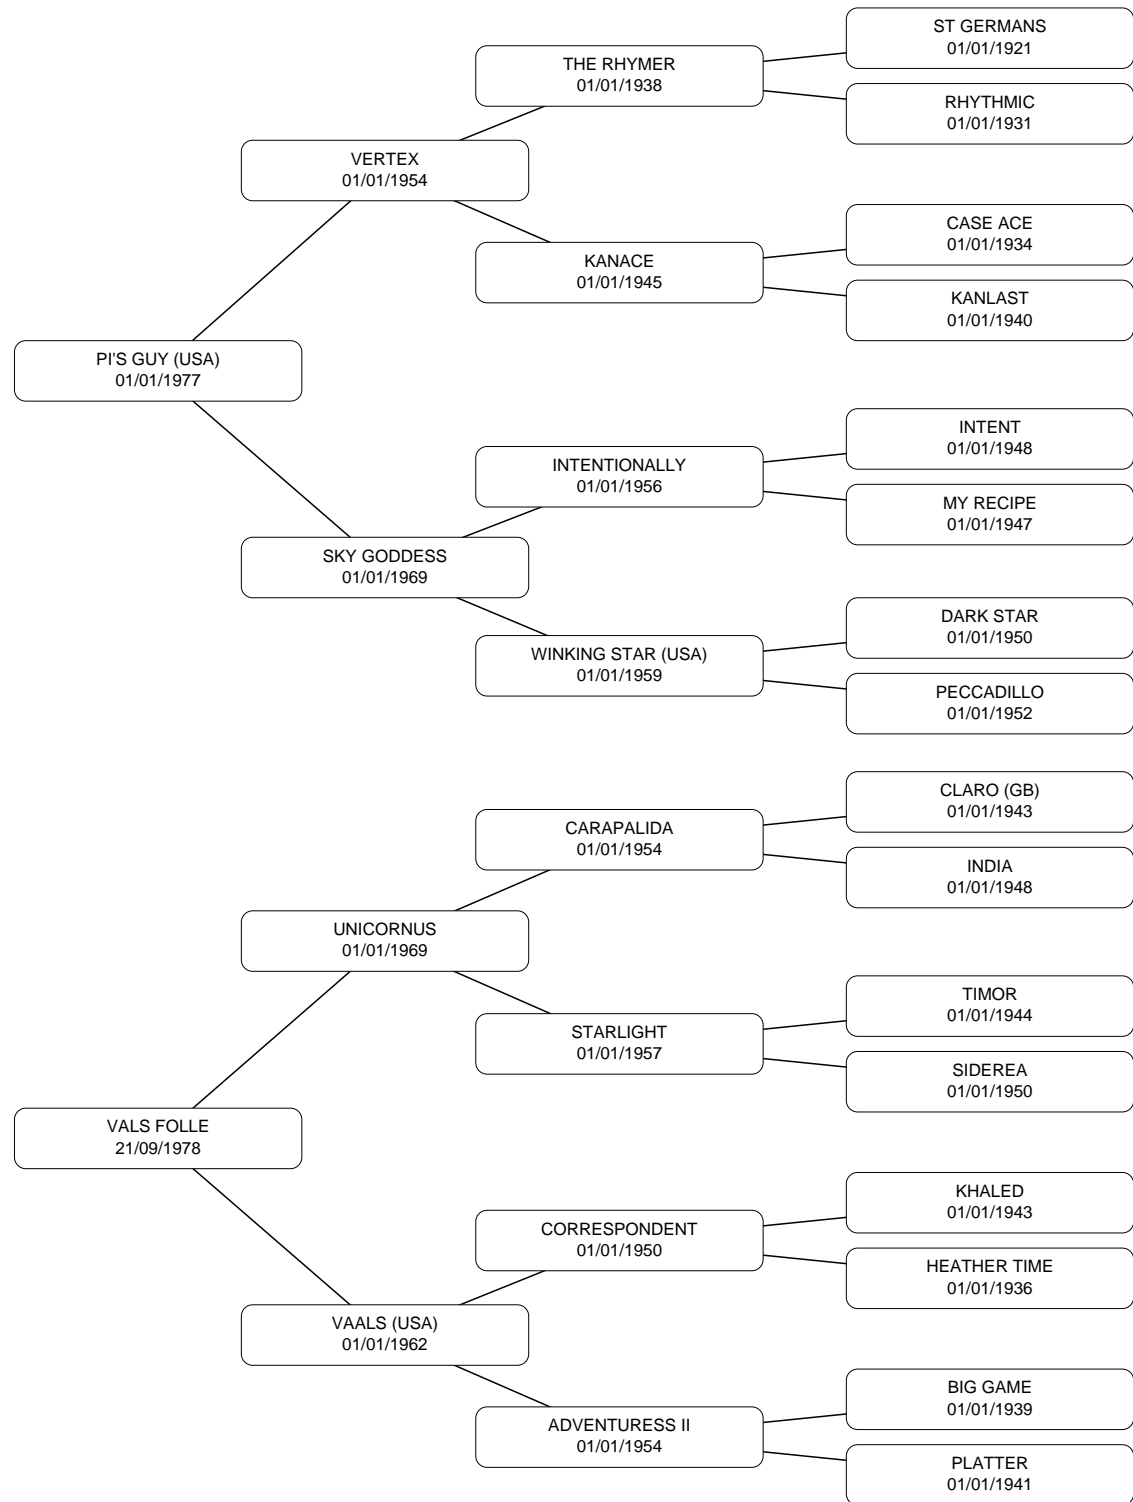 ST GERMANS
01/01/1921
THE RHYMER
01/01/1938
RHYTHMIC
01/01/1931
VERTEX
01/01/1954
CASE ACE
01/01/1934
KANACE
01/01/1945
KANLAST
01/01/1940
PI'S GUY (USA)
01/01/1977
INTENT
01/01/1948
INTENTIONALLY
01/01/1956
MY RECIPE
01/01/1947
SKY GODDESS
01/01/1969
DARK STAR
01/01/1950
WINKING STAR (USA)
01/01/1959
PECCADILLO
01/01/1952
CLARO (GB)
01/01/1943
CARAPALIDA
01/01/1954
INDIA
01/01/1948
UNICORNUS
01/01/1969
TIMOR
01/01/1944
STARLIGHT
01/01/1957
SIDEREA
01/01/1950
VALS FOLLE
21/09/1978
KHALED
01/01/1943
CORRESPONDENT
01/01/1950
HEATHER TIME
01/01/1936
VAALS (USA)
01/01/1962
BIG GAME
01/01/1939
ADVENTURESS II
01/01/1954
PLATTER
01/01/1941